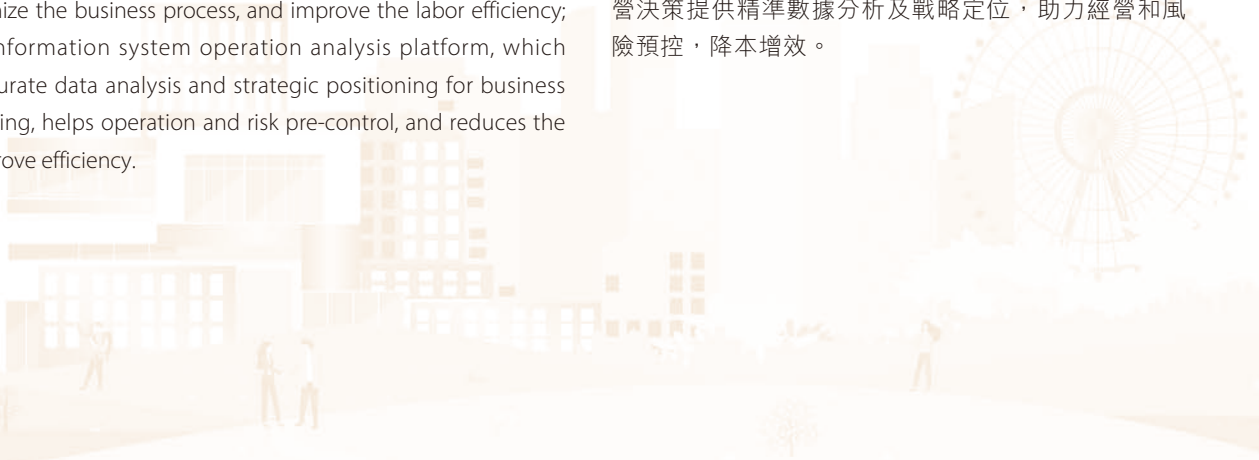 nize the business process, and improve the labor efficiency;
nformation system operation analysis platform, which
urate data analysis and strategic positioning for business
ing, helps operation and risk pre-control, and reduces the
rove efficiency.
營決策提供精準數據分析及戰略定位，助力經營和風
險預控，降本增效。